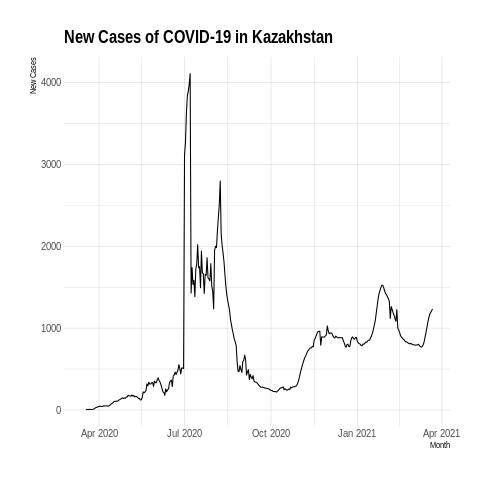 New Cases of COVID-19 in Kazakhstan
New Cases
4000
3000
2000
1000
0
Apr 2020
Jul 2020
Oct 2020
Jan 2021
Apr 2021
Month